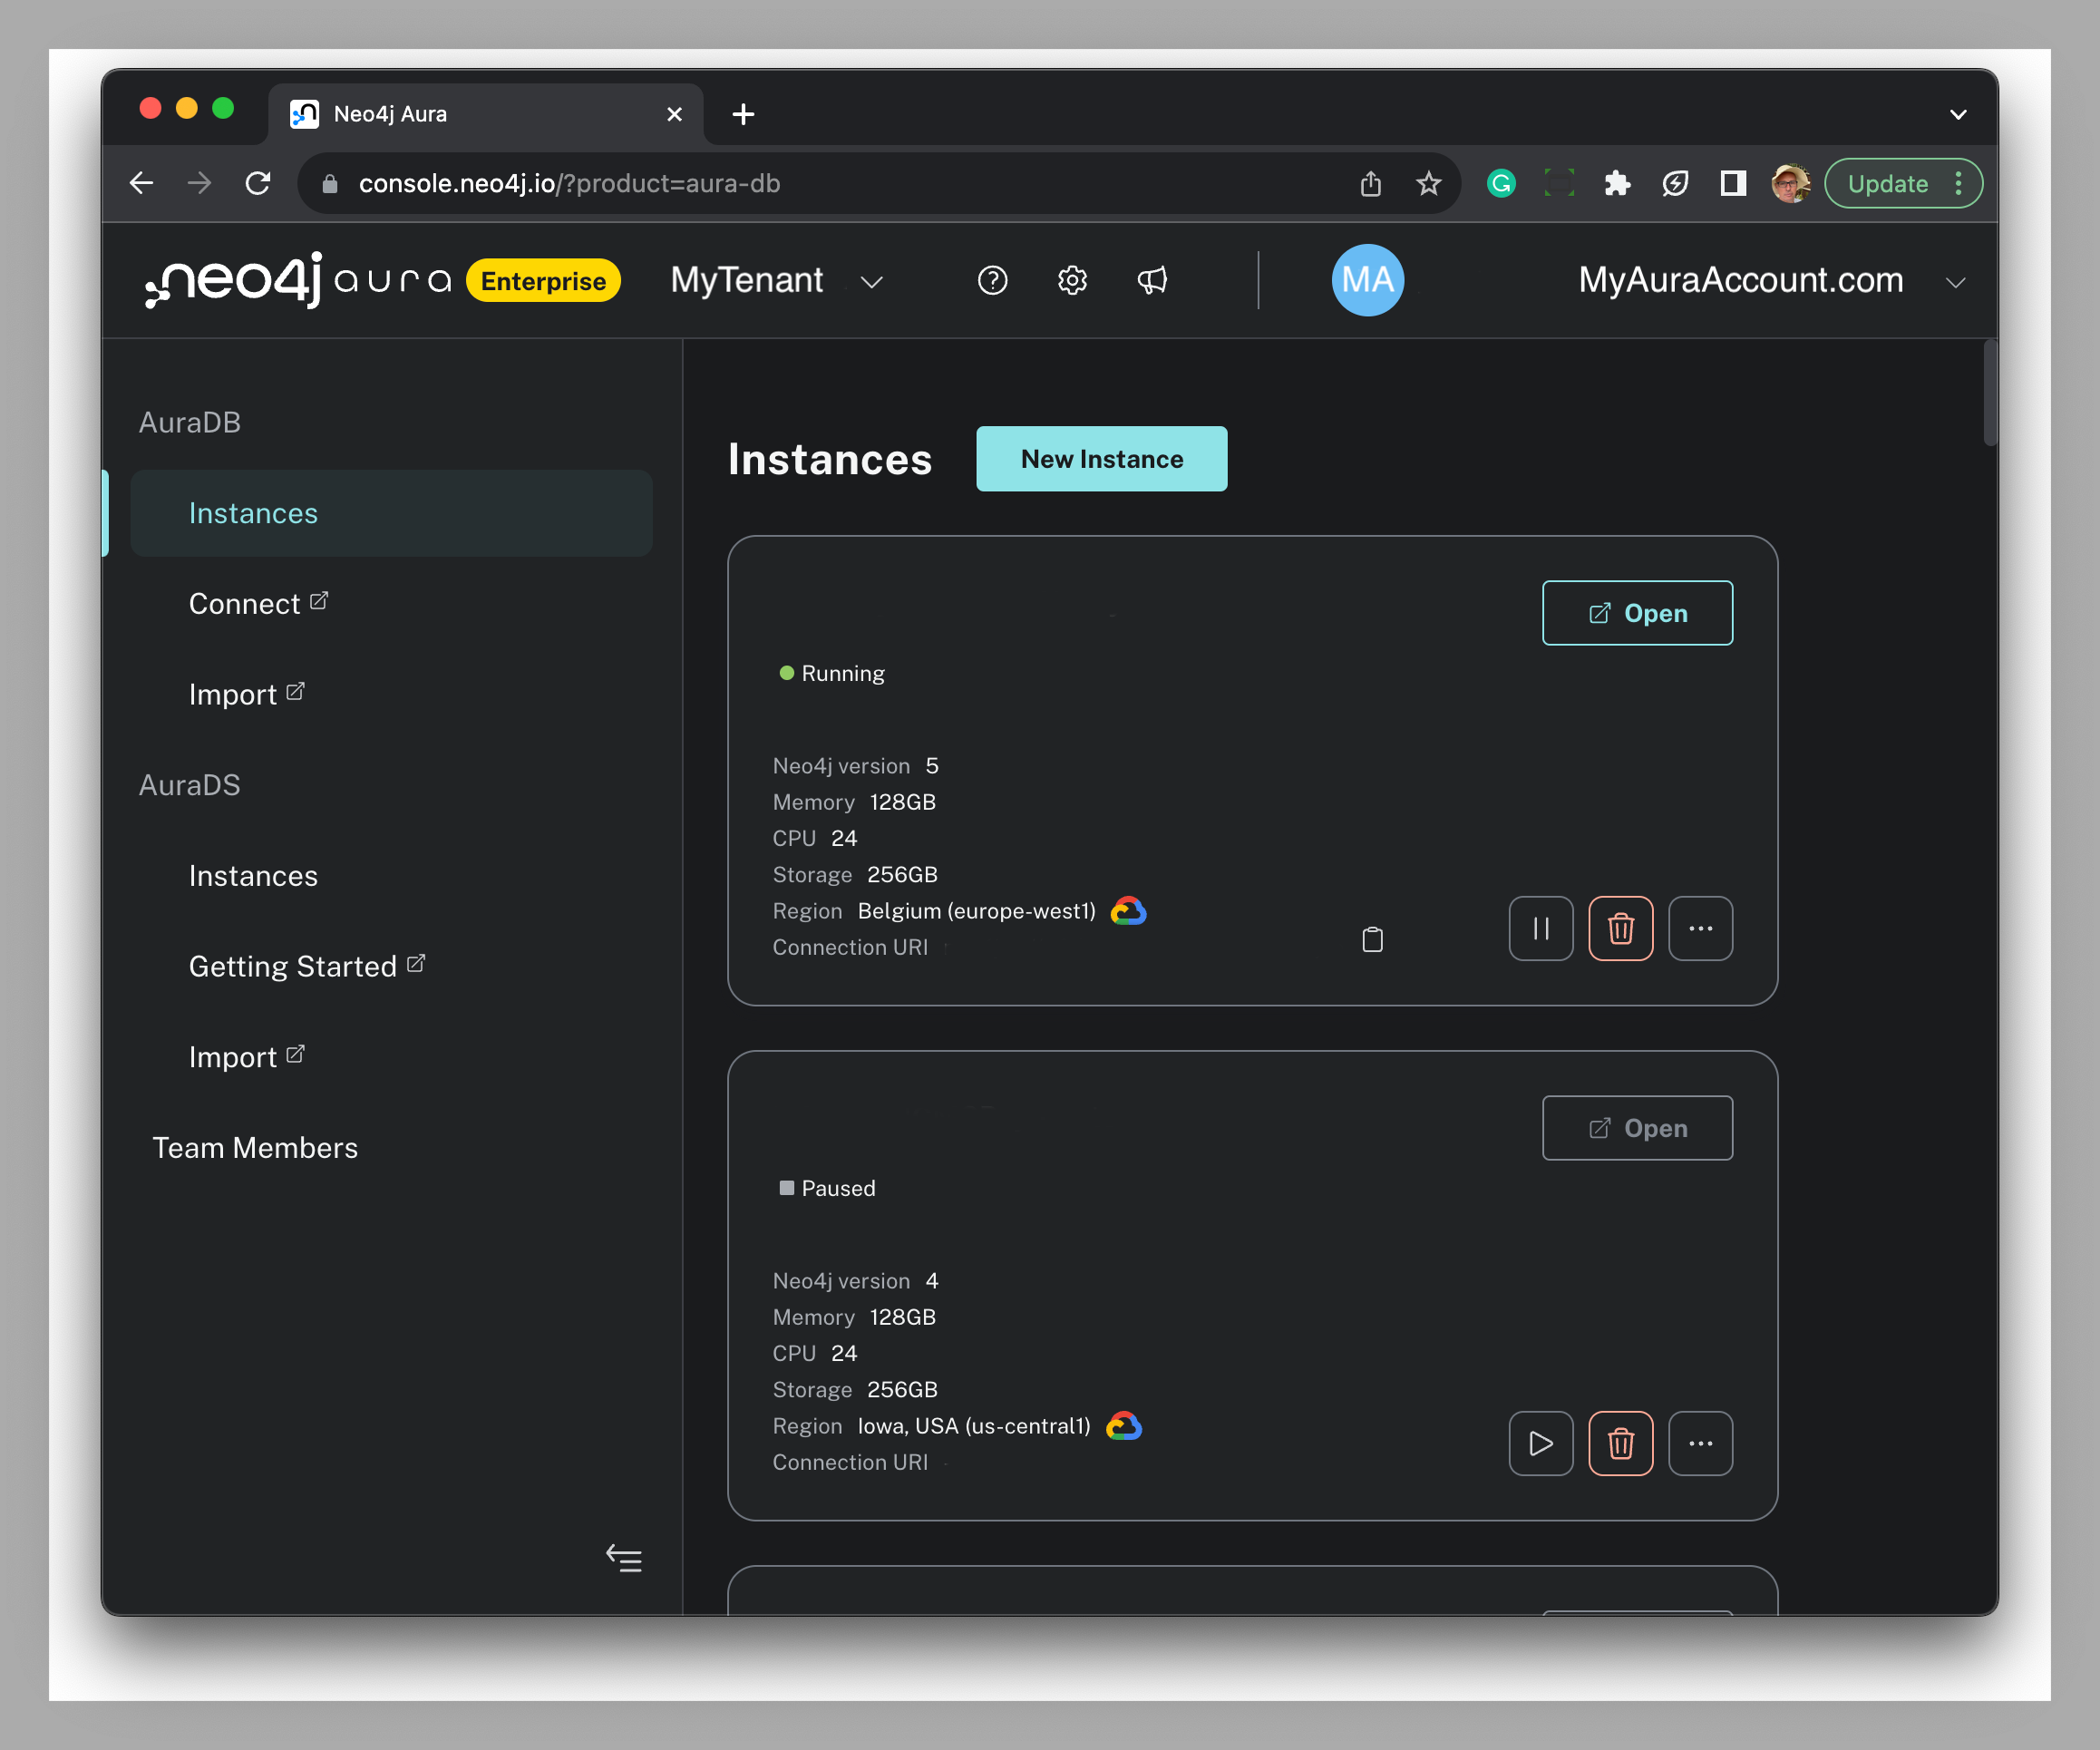 Neo4j Aura
console.neo4j.io/?product=aura-db
Update
neo4j aura Enterprise MyTenant MA MyAuraAccount.com
AuraDB
Instances
Connect
Import
AuraDS
Instances
Getting Started
Import
Team Members
Instances New Instance
Open
Running
Neo4j version 5
Memory 128GB
CPU 24
Storage 256GB
Region Belgium (europe-west1)
Connection URI
Open
Paused
Neo4j version 4
Memory 128GB
CPU 24
Storage 256GB
Region Iowa, USA (us-central1)
Connection URI